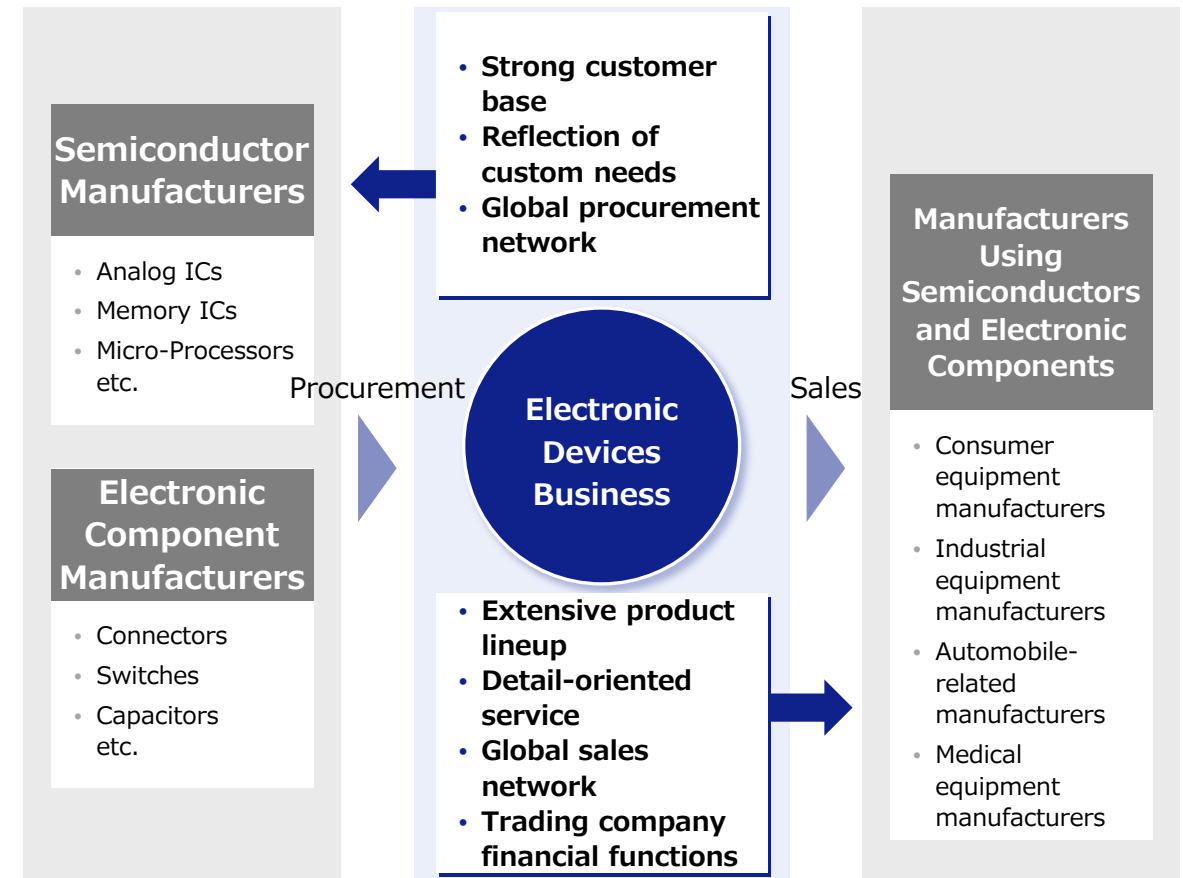 Semiconductor
Manufacturers
• Analog ICs
• Memory ICs
• Micro-Processors
etc.
Electronic
Component
Manufacturers
• Connectors
• Switches
• Capacitors
etc.
Procurement
• Strong customer
base
• Reflection of
custom needs
• Global procurement
network
Electronic
Devices
Business
• Extensive product
lineup
• Detail-oriented
service
• Global sales
network
• Trading company
financial functions
Sales
Manufacturers
Using
Semiconductors
and Electronic
Components
• Consumer
equipment
manufacturers
• Industrial
equipment
manufacturers
• Automobile-
related
manufacturers
• Medical
equipment
manufacturers